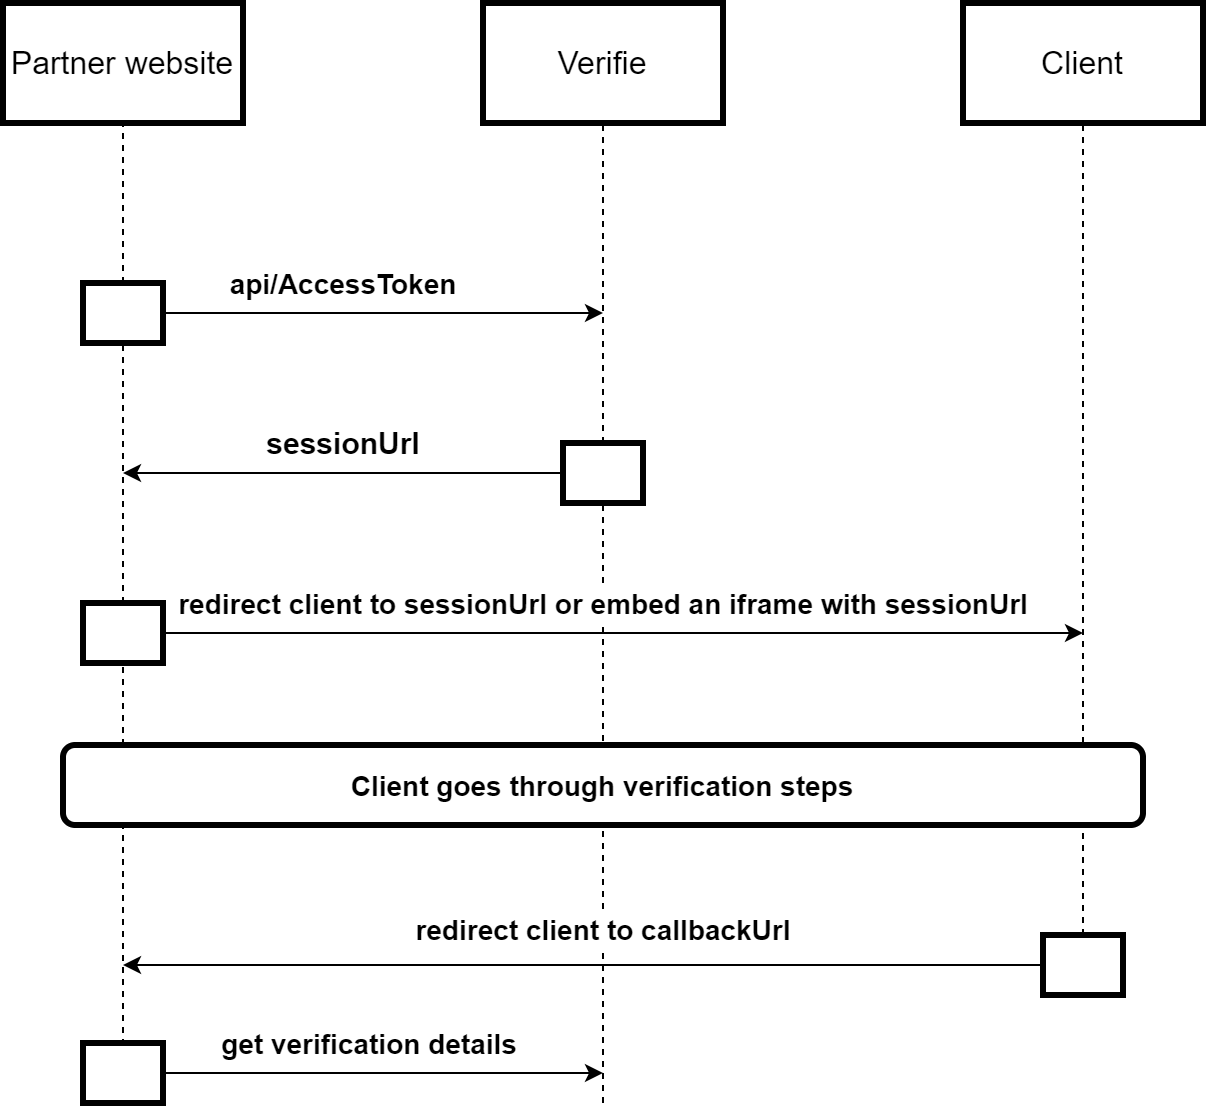 Partner website
Verifie
Client
api/AccessToken
sessionUrl
redirect client to sessionUrl or embed an iframe with sessionUrl
Client goes through verification steps
redirect client to callbackUrl
get verification details